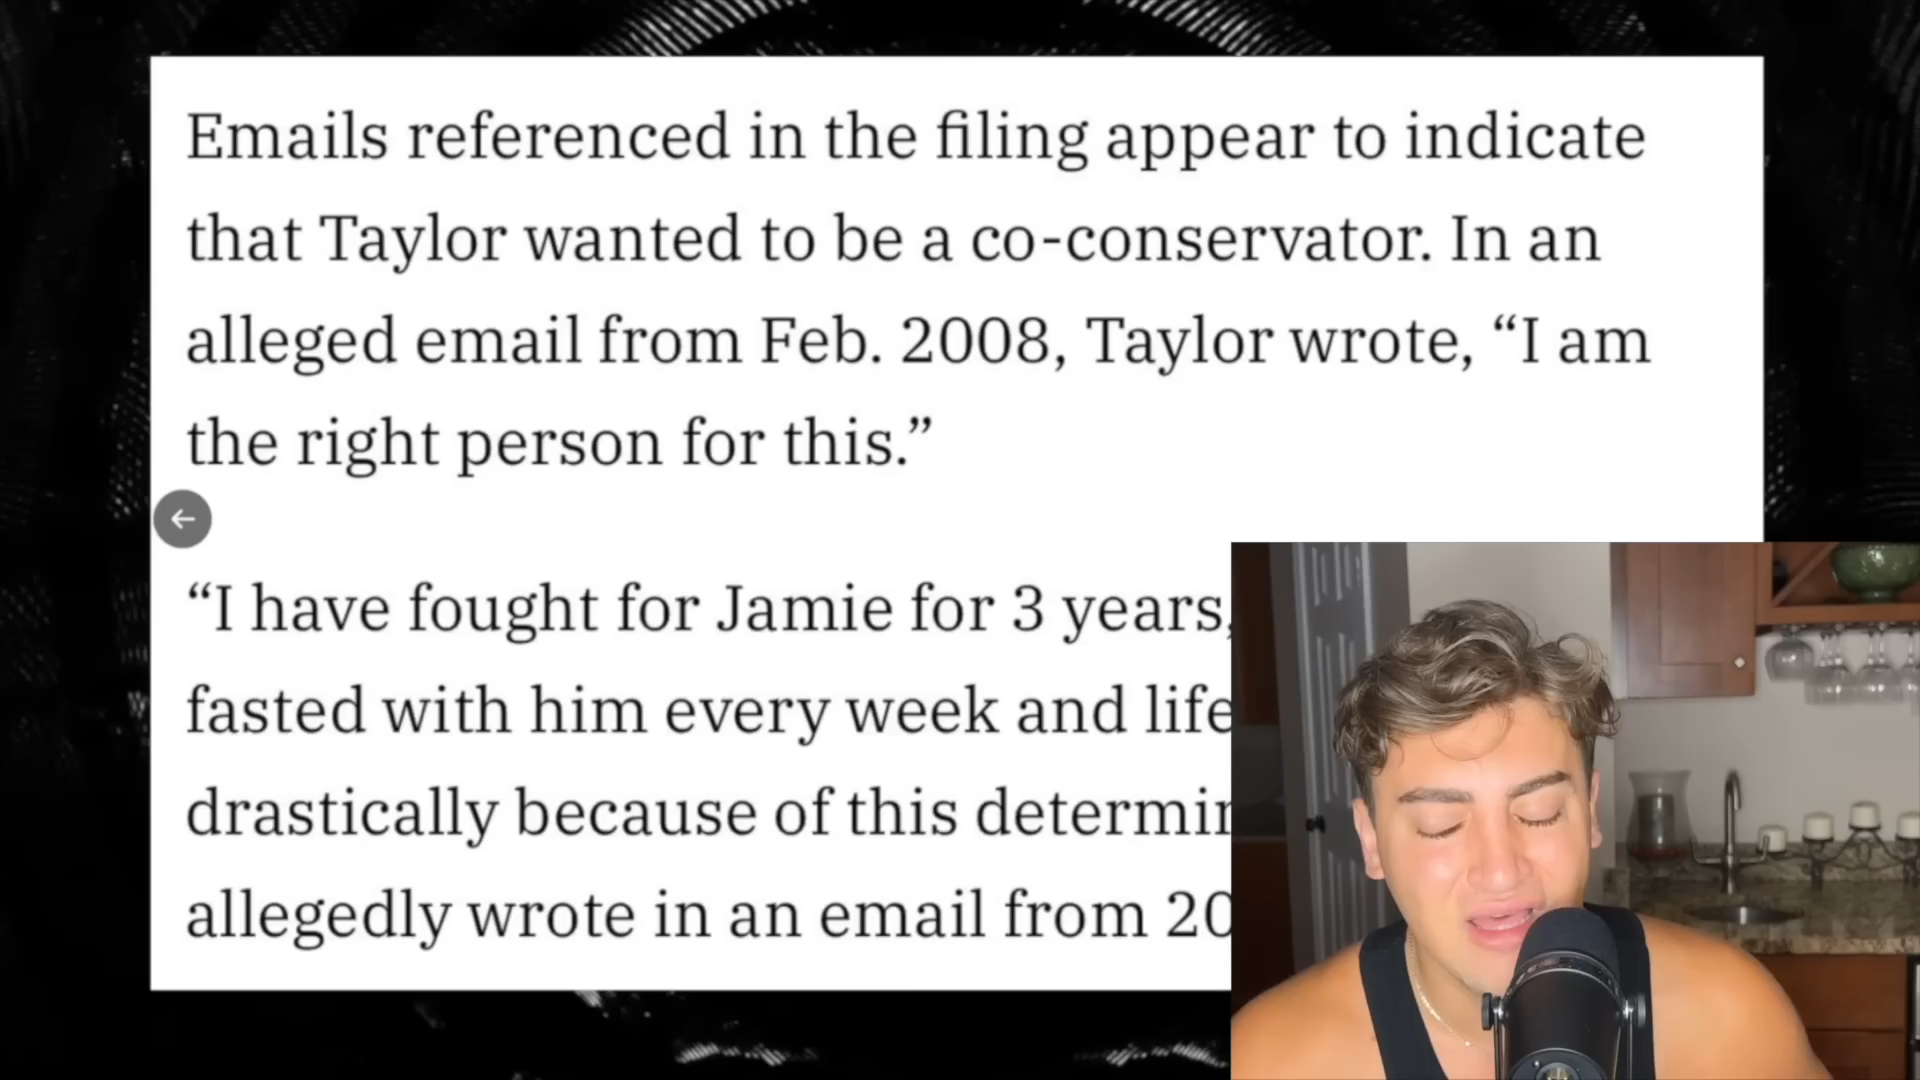 Emails referenced in the filing appear to indicate
that Taylor wanted to be a co-conservator. In an
alleged email from Feb. 2008, Taylor wrote, “I am
the right person for this.”
“I have fought for Jamie for 3 years,
fasted with him every week and life
drastically because of this
allegedly wrote in an email from